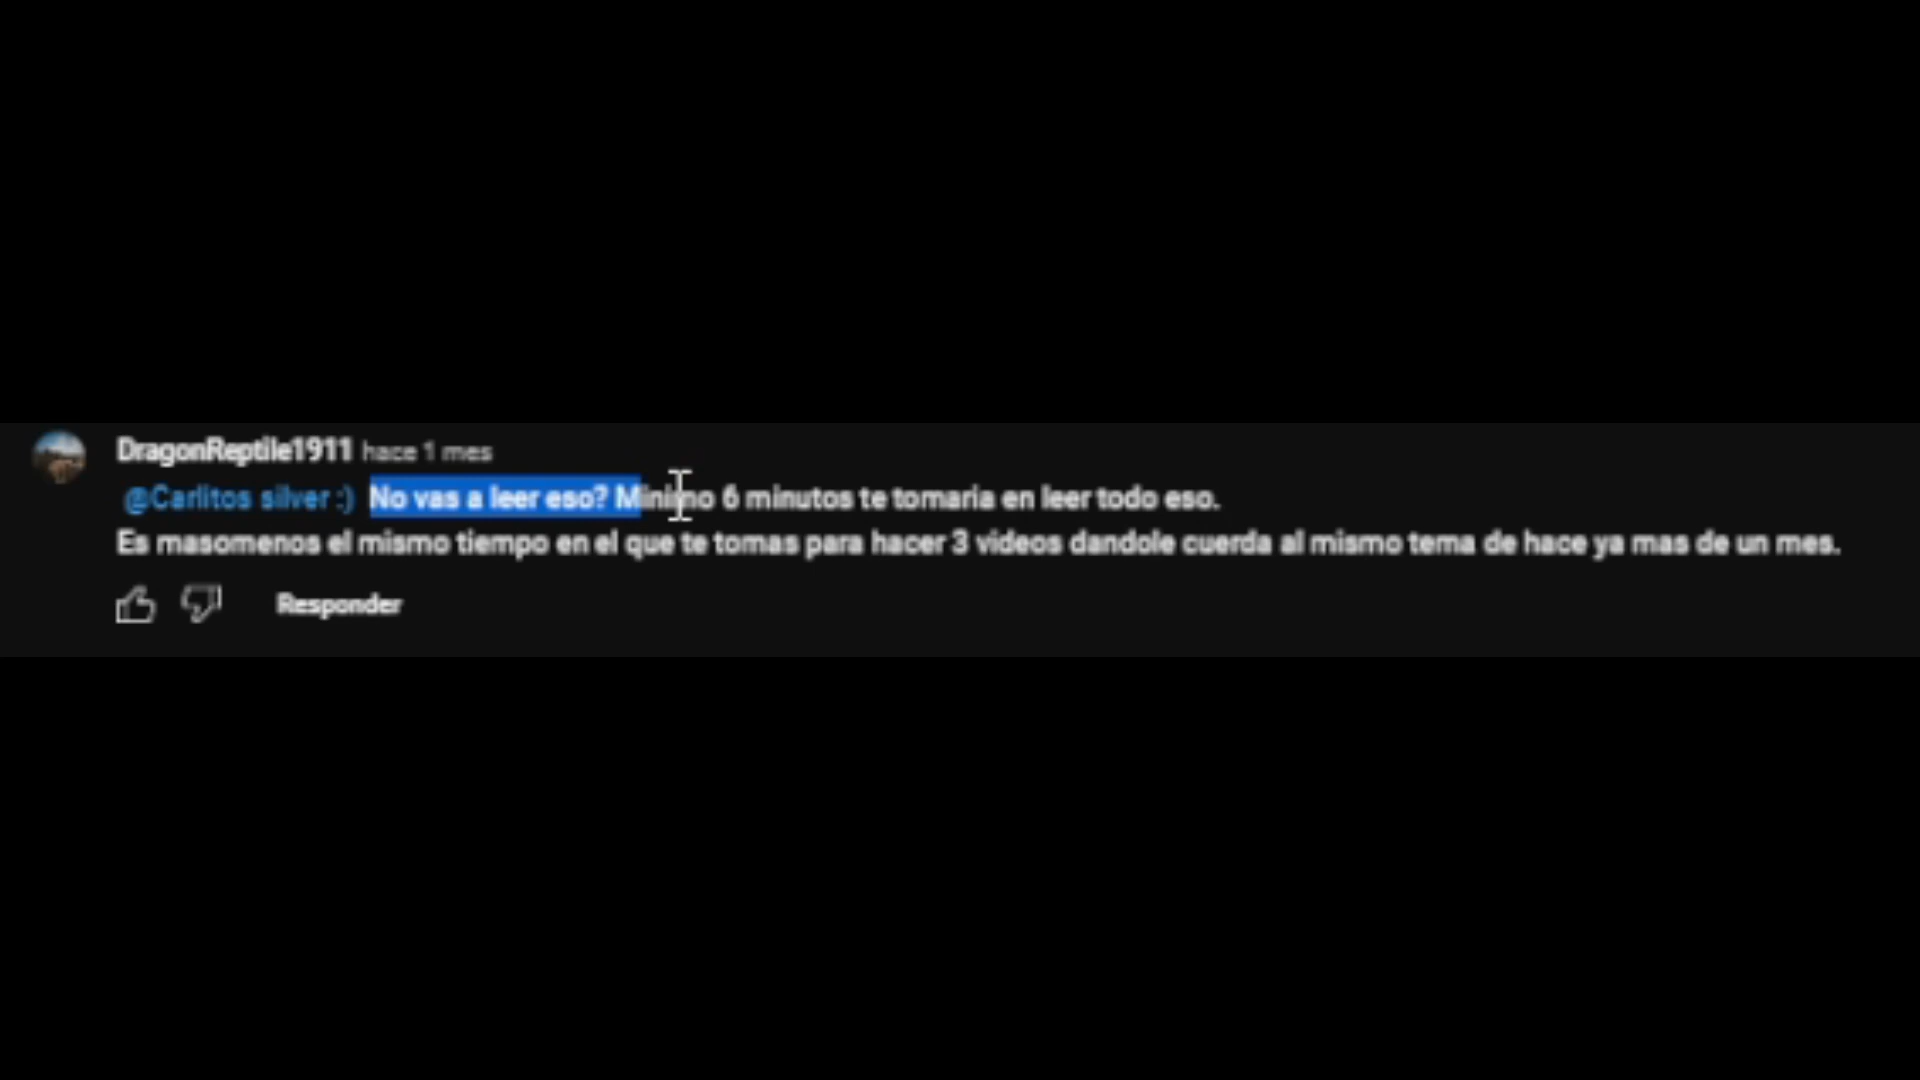 DragonReptile1911 hace 1 mes
@Carlitos silver :) No vas a leer eso? Minimo 6 minutos te tomaria en leer todo eso.
Es masomenos el mismo tiempo en el que te tomas para hacer 3 videos dandole cuerda al mismo tema de hace ya mas de un mes.
Responder